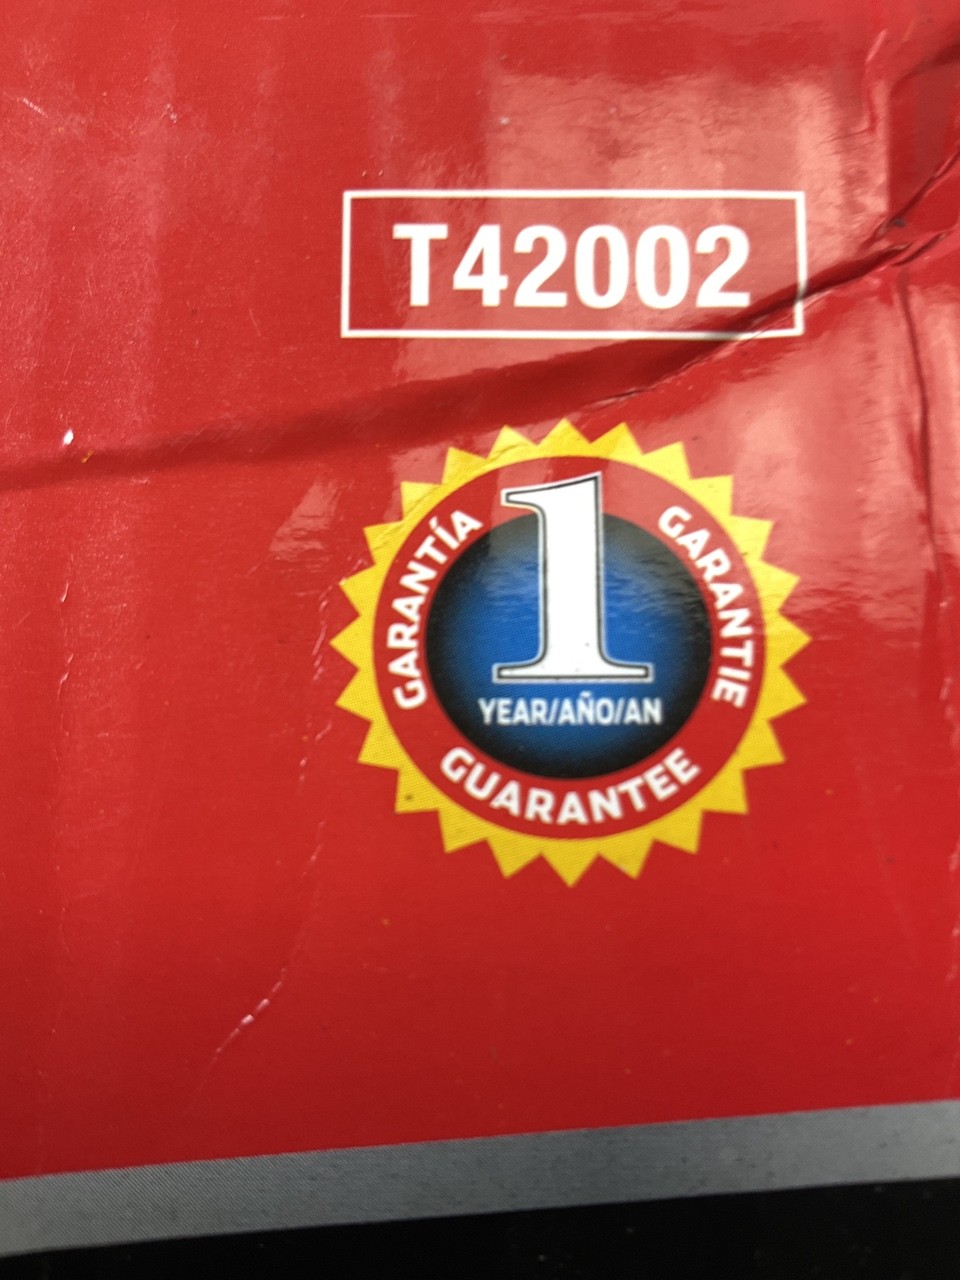 T42002
GARANTÍA
GARANTIE
1
YEAR/AÑO/AN
GUARANTEE